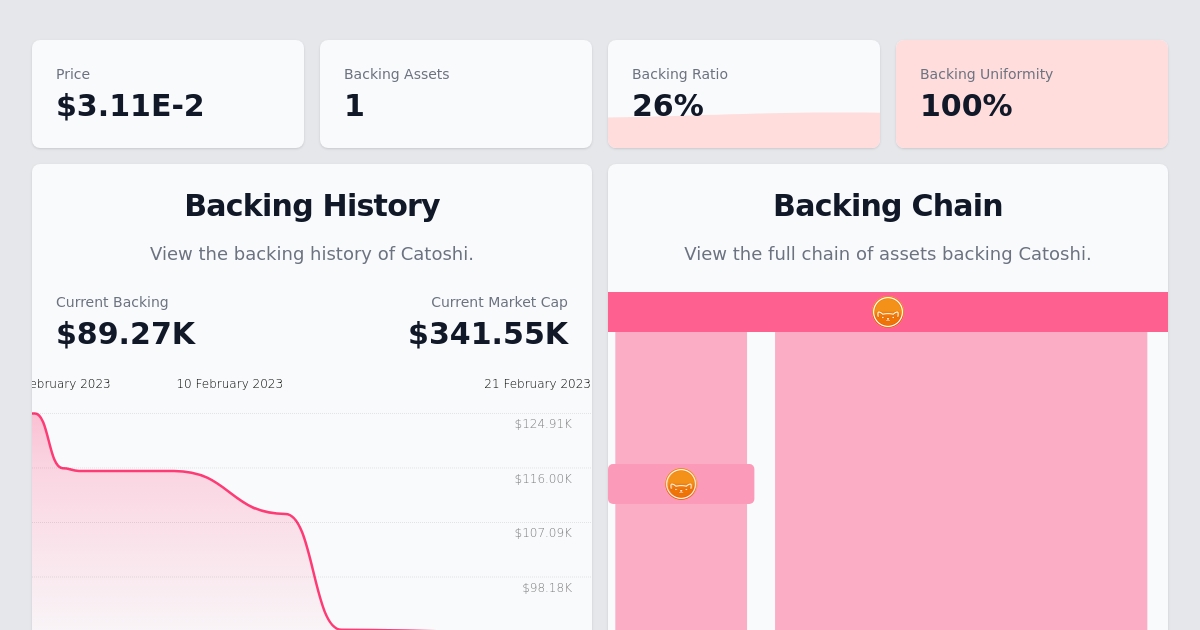 Price
$3.11E-2
Backing Assets
1
Backing Ratio
26%
Backing Uniformity
100%
Backing History
View the backing history of Catoshi.
Current Backing
$89.27K
Current Market Cap
$341.55K
ebruary 2023
10 February 2023
21 February 2023
$124.91K
$116.00K
$107.09K
$98.18K
Backing Chain
View the full chain of assets backing Catoshi.